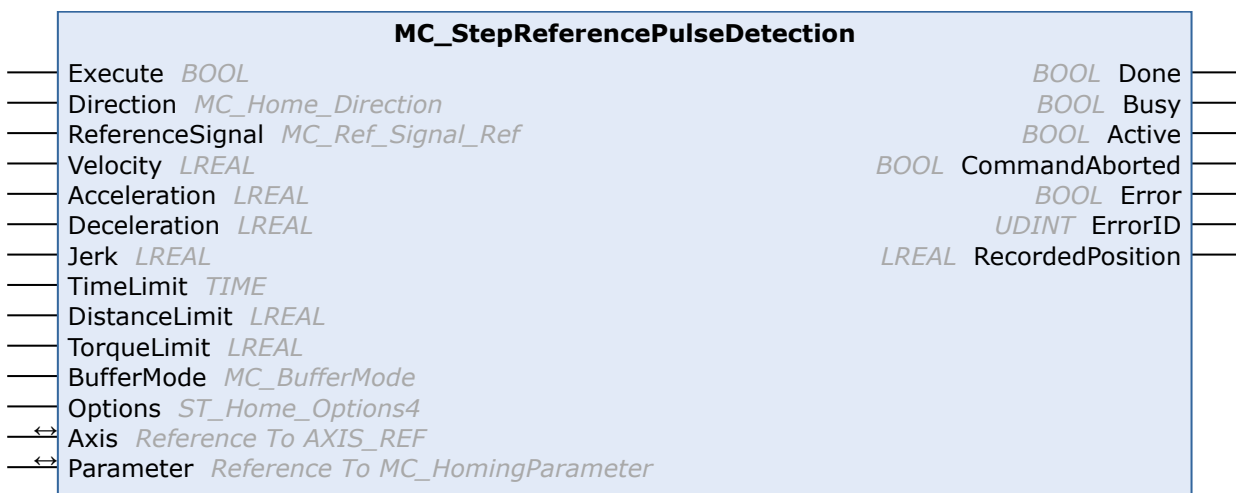 MC_StepReferencePulseDetection
Execute BOOL BOOL Done
Direction MC_Home_Direction BOOL Busy
ReferenceSignal MC_Ref_Signal_Ref BOOL Active
Velocity LREAL BOOL CommandAborted
Acceleration LREAL BOOL Error
Deceleration LREAL UDINT ErrorID
Jerk LREAL LREAL RecordedPosition
TimeLimit TIME
DistanceLimit LREAL
TorqueLimit LREAL
BufferMode MC_BufferMode
Options ST_Home_Options4
↔ Axis Reference To AXIS_REF
↔ Parameter Reference To MC_HomingParameter